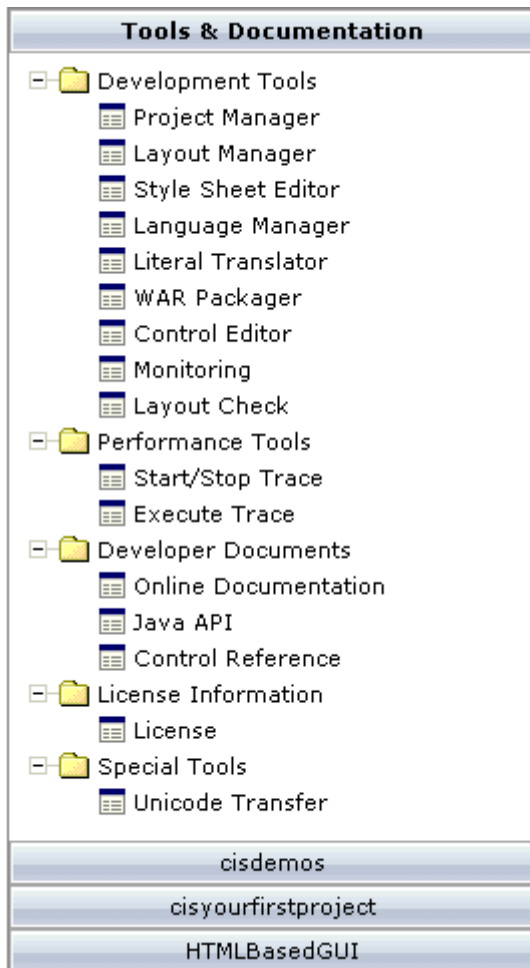 Tools & Documentation
Development Tools
Project Manager
Layout Manager
Style Sheet Editor
Language Manager
Literal Translator
WAR Packager
Control Editor
Monitoring
Layout Check
Performance Tools
Start/Stop Trace
Execute Trace
Developer Documents
Online Documentation
Java API
Control Reference
License Information
License
Special Tools
Unicode Transfer
cisdemos
cisyourfirstproject
HTMLBasedGUI